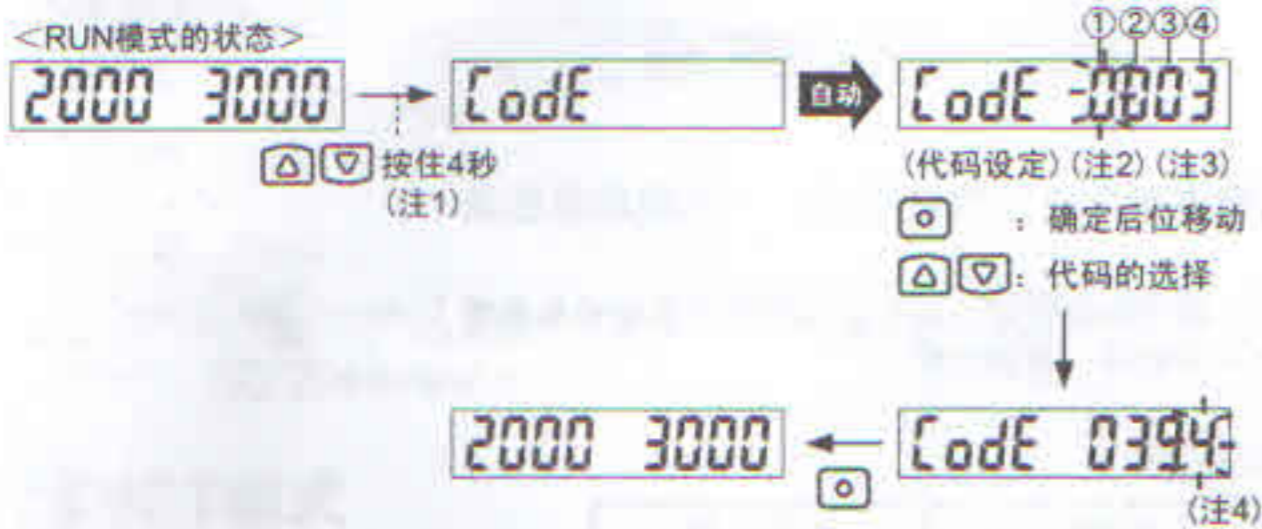 ①②③④
<RUN模式的状态>
2000 3000
CodE
自动
CodE 0003
按住4秒
(注1)
(代码设定)(注2)(注3)
：确定后位移动
：代码的选择
2000 3000
CodE 0394
(注4)